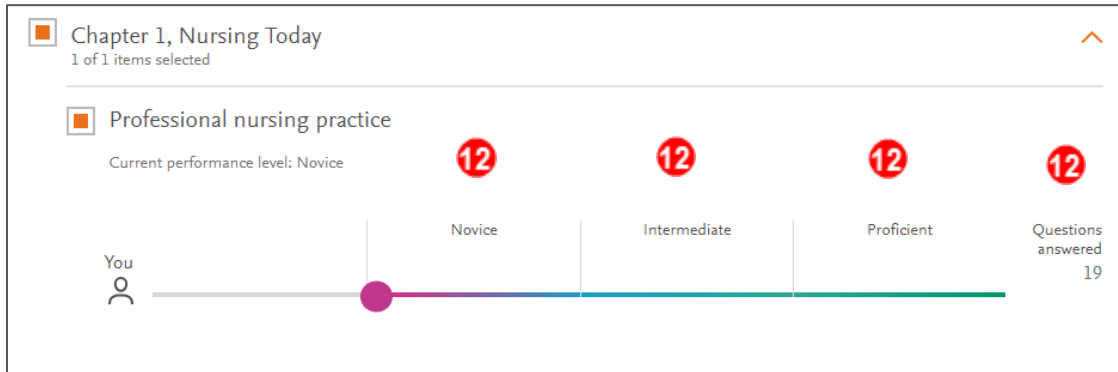 Chapter 1, Nursing Today
1 of 1 items selected
Professional nursing practice
Current performance level: Novice
12 12 12 12
Novice Intermediate Proficient Questions
answered
19
You